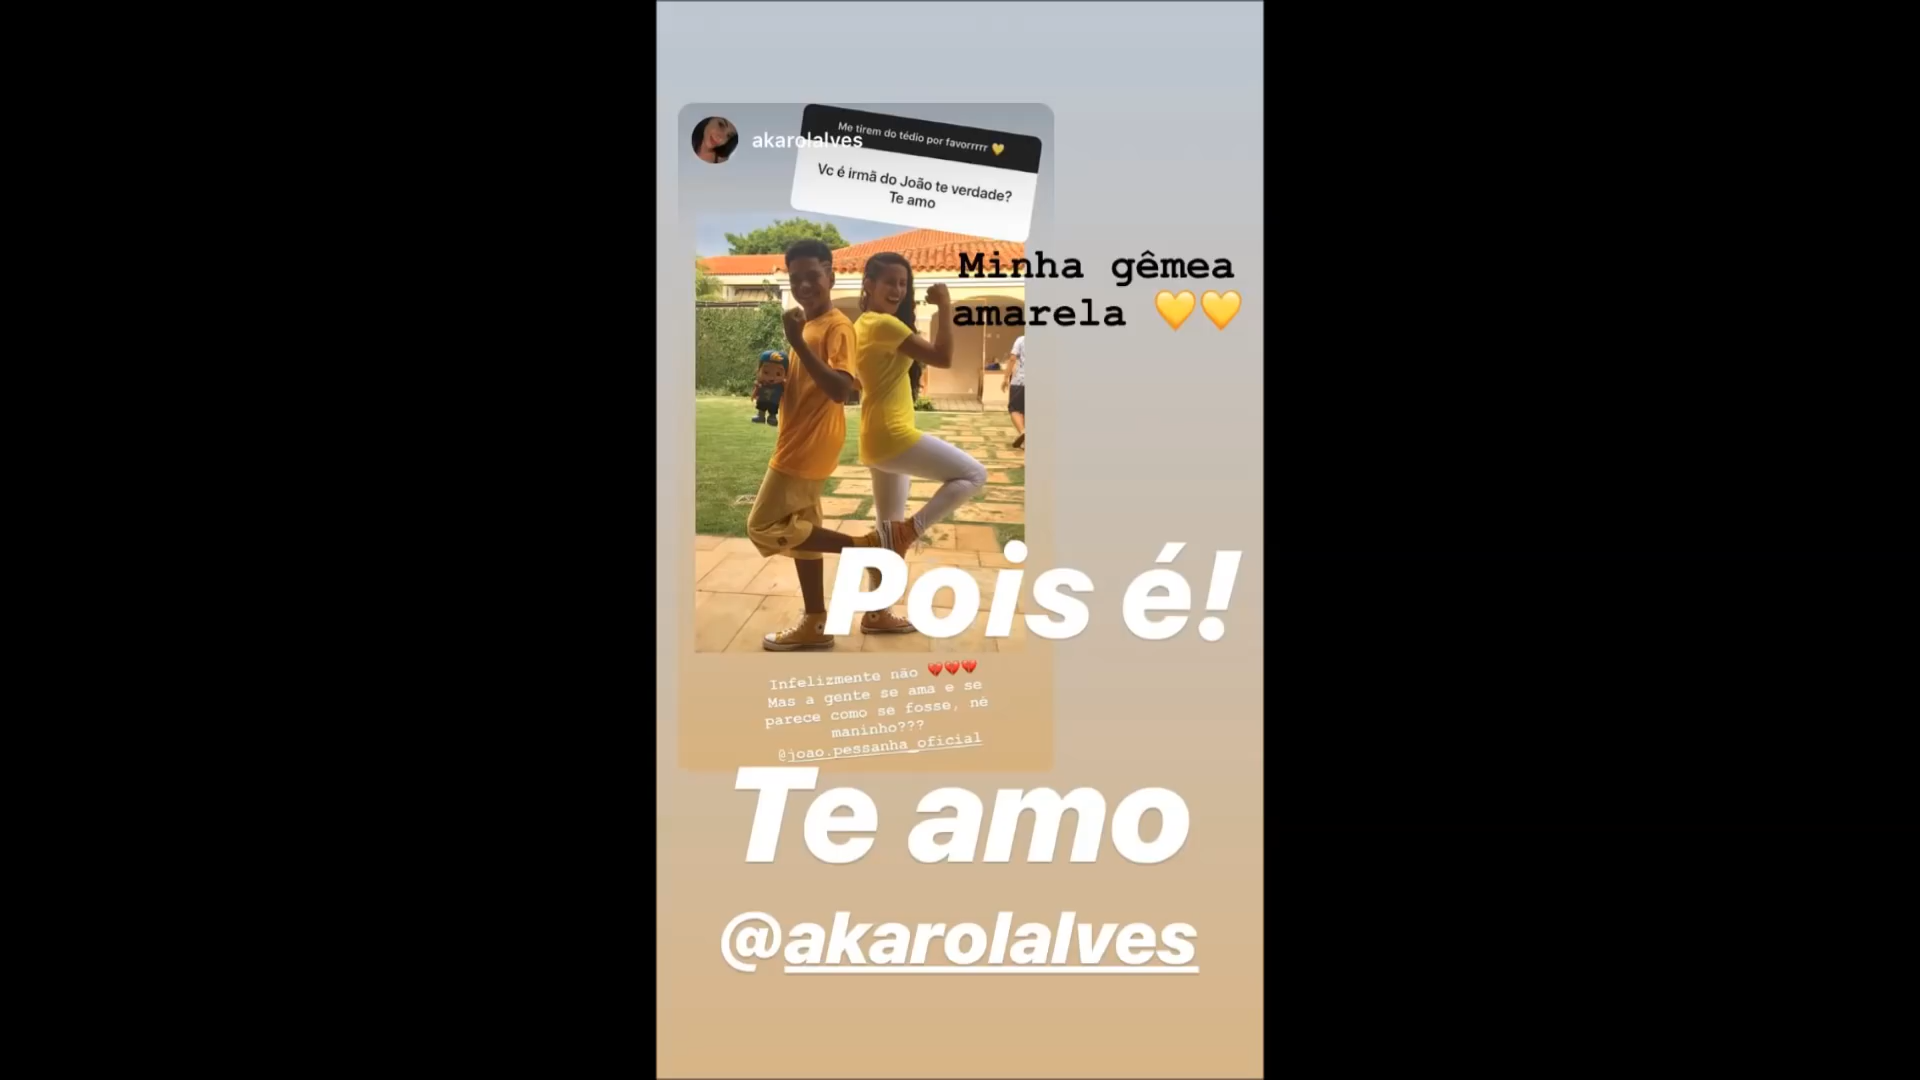 akarolalves
Me tirem do tédio por favorrrrr 💛
Vc é irmã do João te verdade?
Te amo
Minha gêmea
amarela 💛💛
Pois é!
Infelizmente não 💔💔💔
Mas a gente se ama e se
parece como se fosse, né
maninho???
@joao.pessanha_oficial
Te amo
@akarolalves